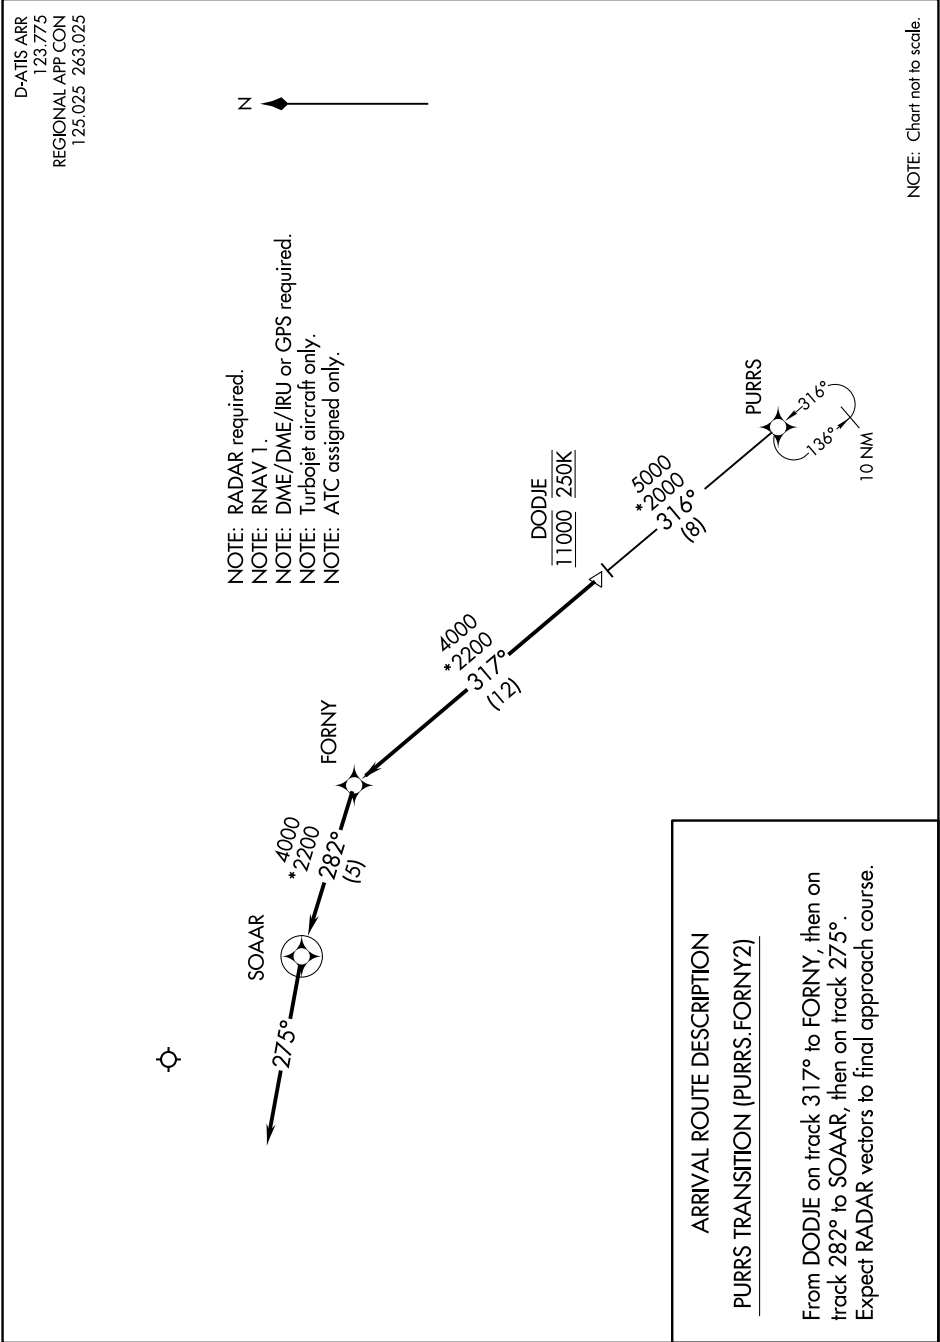 D-ATIS ARR
123.775
REGIONAL APP CON
125.025 263.025
N
NOTE: RADAR required.
NOTE: RNAV 1.
NOTE: DME/DME/IRU or GPS required.
NOTE: Turbojet aircraft only.
NOTE: ATC assigned only.
SOAAR
275°
4000
*2200
282°
(5)
FORNY
4000
*2200
317°
(12)
DODJE
11000 250K
5000
*2000
316°
(8)
PURRS
316°
136°
10 NM
ARRIVAL ROUTE DESCRIPTION
PURRS TRANSITION (PURRS.FORNY2)
From DODJE on track 317° to FORNY, then on
track 282° to SOAAR, then on track 275°.
Expect RADAR vectors to final approach course.
NOTE: Chart not to scale.